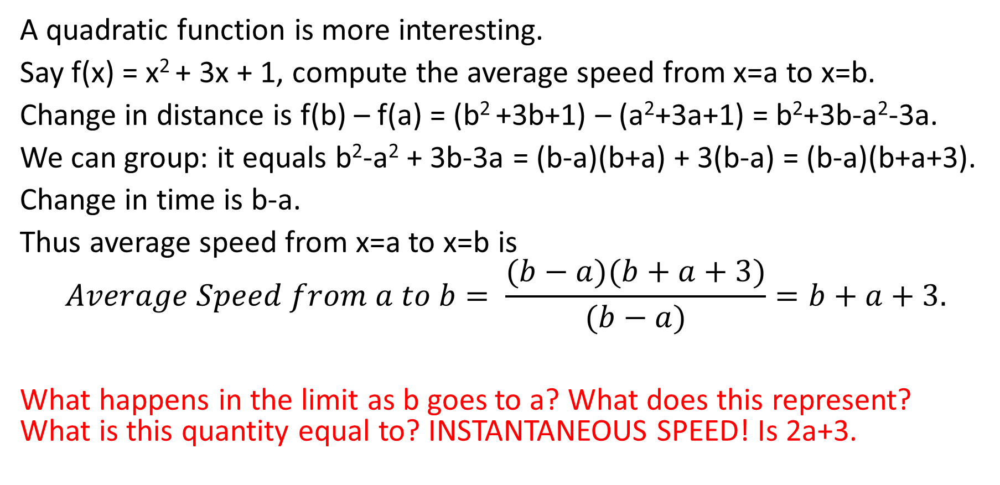 A quadratic function is more interesting.
Say f(x) = x² + 3x + 1, compute the average speed from x=a to x=b.
Change in distance is f(b) – f(a) = (b² +3b+1) – (a²+3a+1) = b²+3b-a²-3a.
We can group: it equals b²-a² + 3b-3a = (b-a)(b+a) + 3(b-a) = (b-a)(b+a+3).
Change in time is b-a.
Thus average speed from x=a to x=b is
Average Speed from a to b = (b − a)(b + a + 3) / (b − a) = b + a + 3.
What happens in the limit as b goes to a? What does this represent?
What is this quantity equal to? INSTANTANEOUS SPEED! Is 2a+3.